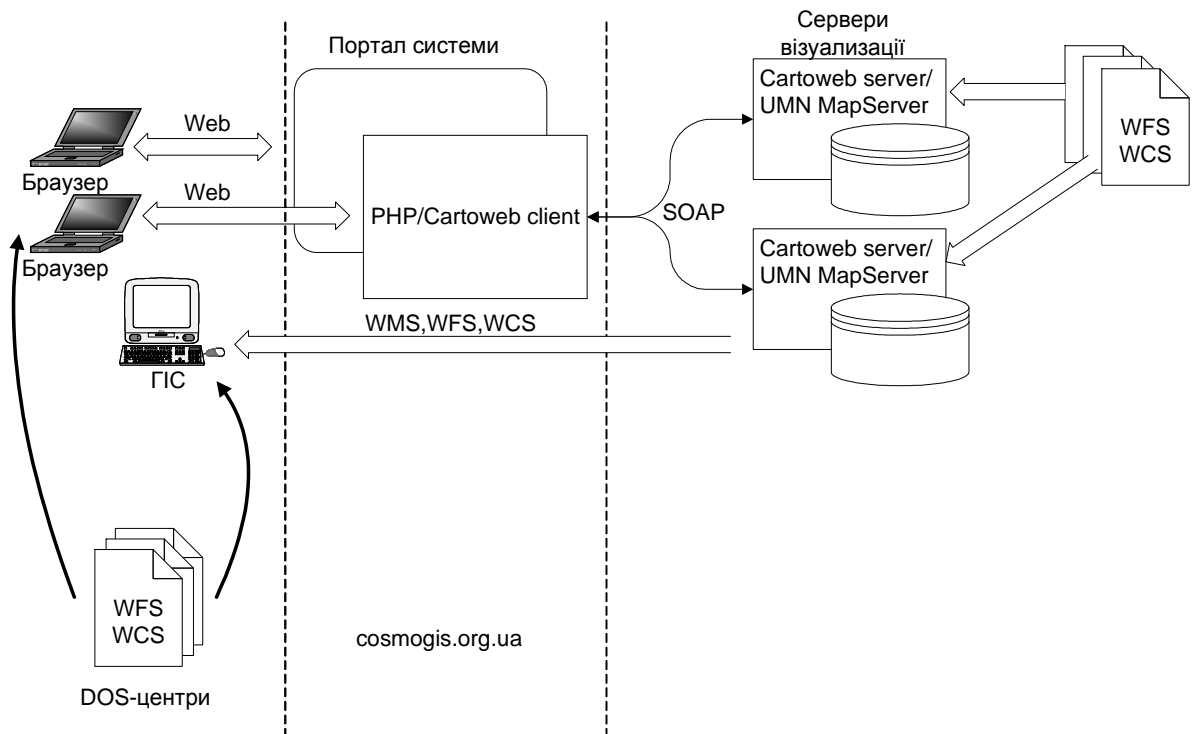 Портал системи
Сервери
візуализації
Web
Браузер
Web
Браузер
PHP/Cartoweb client
SOAP
Cartoweb server/
UMN MapServer
WFS
WCS
Cartoweb server/
UMN MapServer
WMS,WFS,WCS
ГІС
WFS
WCS
DOS-центри
cosmogis.org.ua